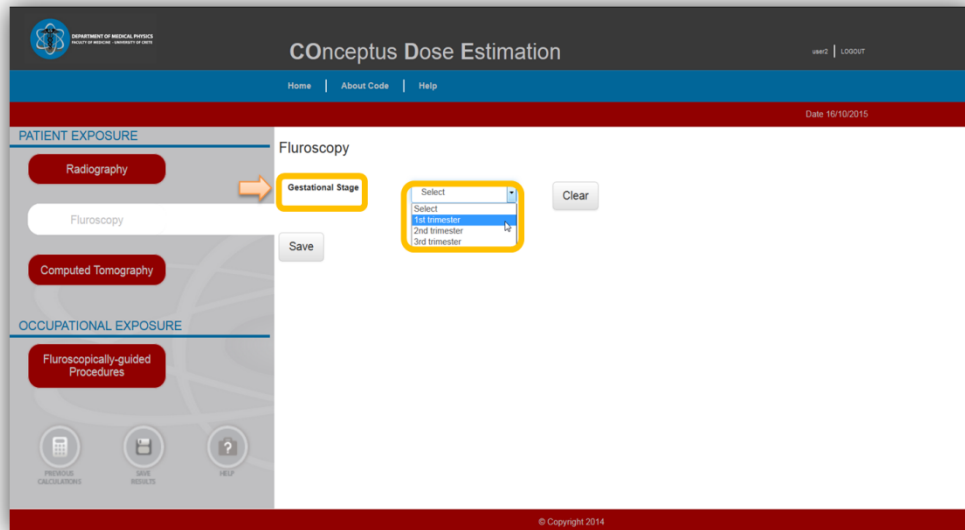 DEPARTMENT OF MEDICAL PHYSICS
FACULTY OF MEDICINE - UNIVERSITY OF CRETE
COnceptus Dose Estimation
user2 | LOGOUT
Home | About Code | Help
Date 16/10/2015
PATIENT EXPOSURE
Radiography
Fluroscopy
Computed Tomography
OCCUPATIONAL EXPOSURE
Fluroscopically-guided
Procedures
PREVIOUS
CALCULATIONS
SAVE
RESULTS
HELP
Fluroscopy
Gestational Stage
Select
Clear
Select
1st trimester
2nd trimester
3rd trimester
Save
© Copyright 2014